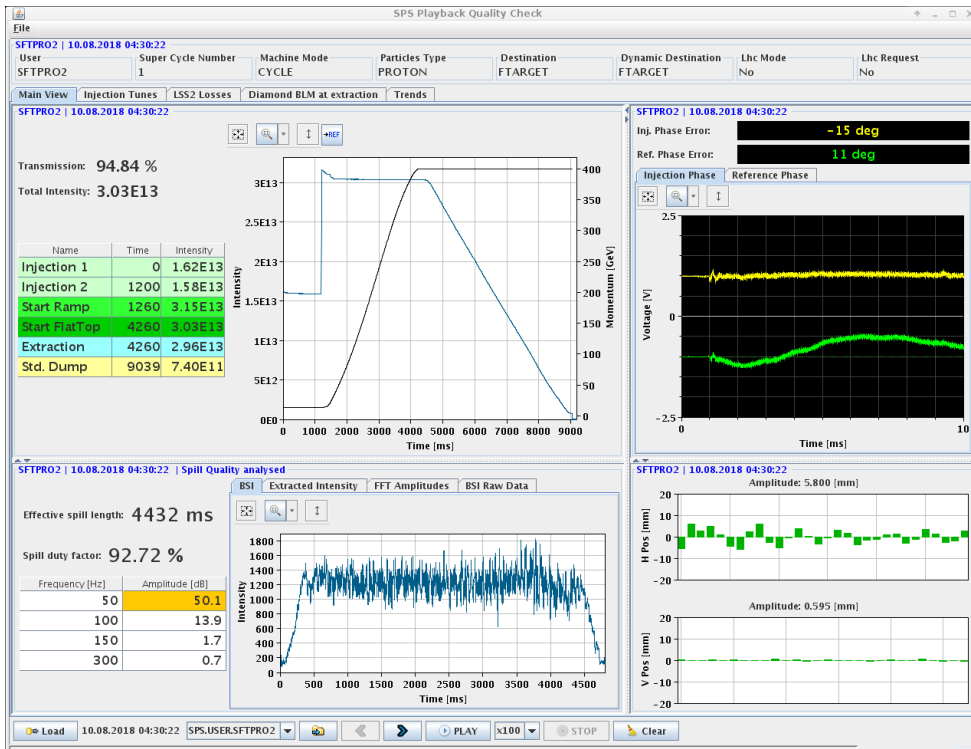 SPS Playback Quality Check
File
SFTPRO2 | 10.08.2018 04:30:22
User Super Cycle Number Machine Mode Particles Type Destination Dynamic Destination Lhc Mode Lhc Request
SFTPRO2 1 CYCLE PROTON FTARGET FTARGET No No
Main View Injection Tunes LSS2 Losses Diamond BLM at extraction Trends
SFTPRO2 | 10.08.2018 04:30:22
→REF
Transmission: 94.84 %
Total Intensity: 3.03E13
Name Time Intensity
Injection 1 0 1.62E13
Injection 2 1200 1.58E13
Start Ramp 1260 3.15E13
Start FlatTop 4260 3.03E13
Extraction 4260 2.96E13
Std. Dump 9039 7.40E11
Intensity
3E13
2.5E13
2E13
1.5E13
1E13
5E12
0E0
Momentum [GeV]
400
350
300
250
200
150
100
50
0
0 1000 2000 3000 4000 5000 6000 7000 8000 9000
Time [ms]
SFTPRO2 | 10.08.2018 04:30:22
Inj. Phase Error: -15 deg
Ref. Phase Error: 11 deg
Injection Phase Reference Phase
Voltage [V]
2.5
0
-2.5
0 10
Time [ms]
SFTPRO2 | 10.08.2018 04:30:22 | Spill Quality analysed
Effective spill length: 4432 ms
Spill duty factor: 92.72 %
Frequency [Hz] Amplitude [dB]
50 50.1
100 13.9
150 1.7
300 0.7
BSI Extracted Intensity FFT Amplitudes BSI Raw Data
Intensity
1800
1600
1400
1200
1000
800
600
400
200
0
0 500 1000 1500 2000 2500 3000 3500 4000 4500
Time [ms]
SFTPRO2 | 10.08.2018 04:30:22
Amplitude: 5.800 [mm]
H Pos [mm]
20
10
0
-10
-20
Amplitude: 0.595 [mm]
V Pos [mm]
20
10
0
-10
-20
Load 10.08.2018 04:30:22 SPS.USER.SFTPRO2 PLAY x100 STOP Clear